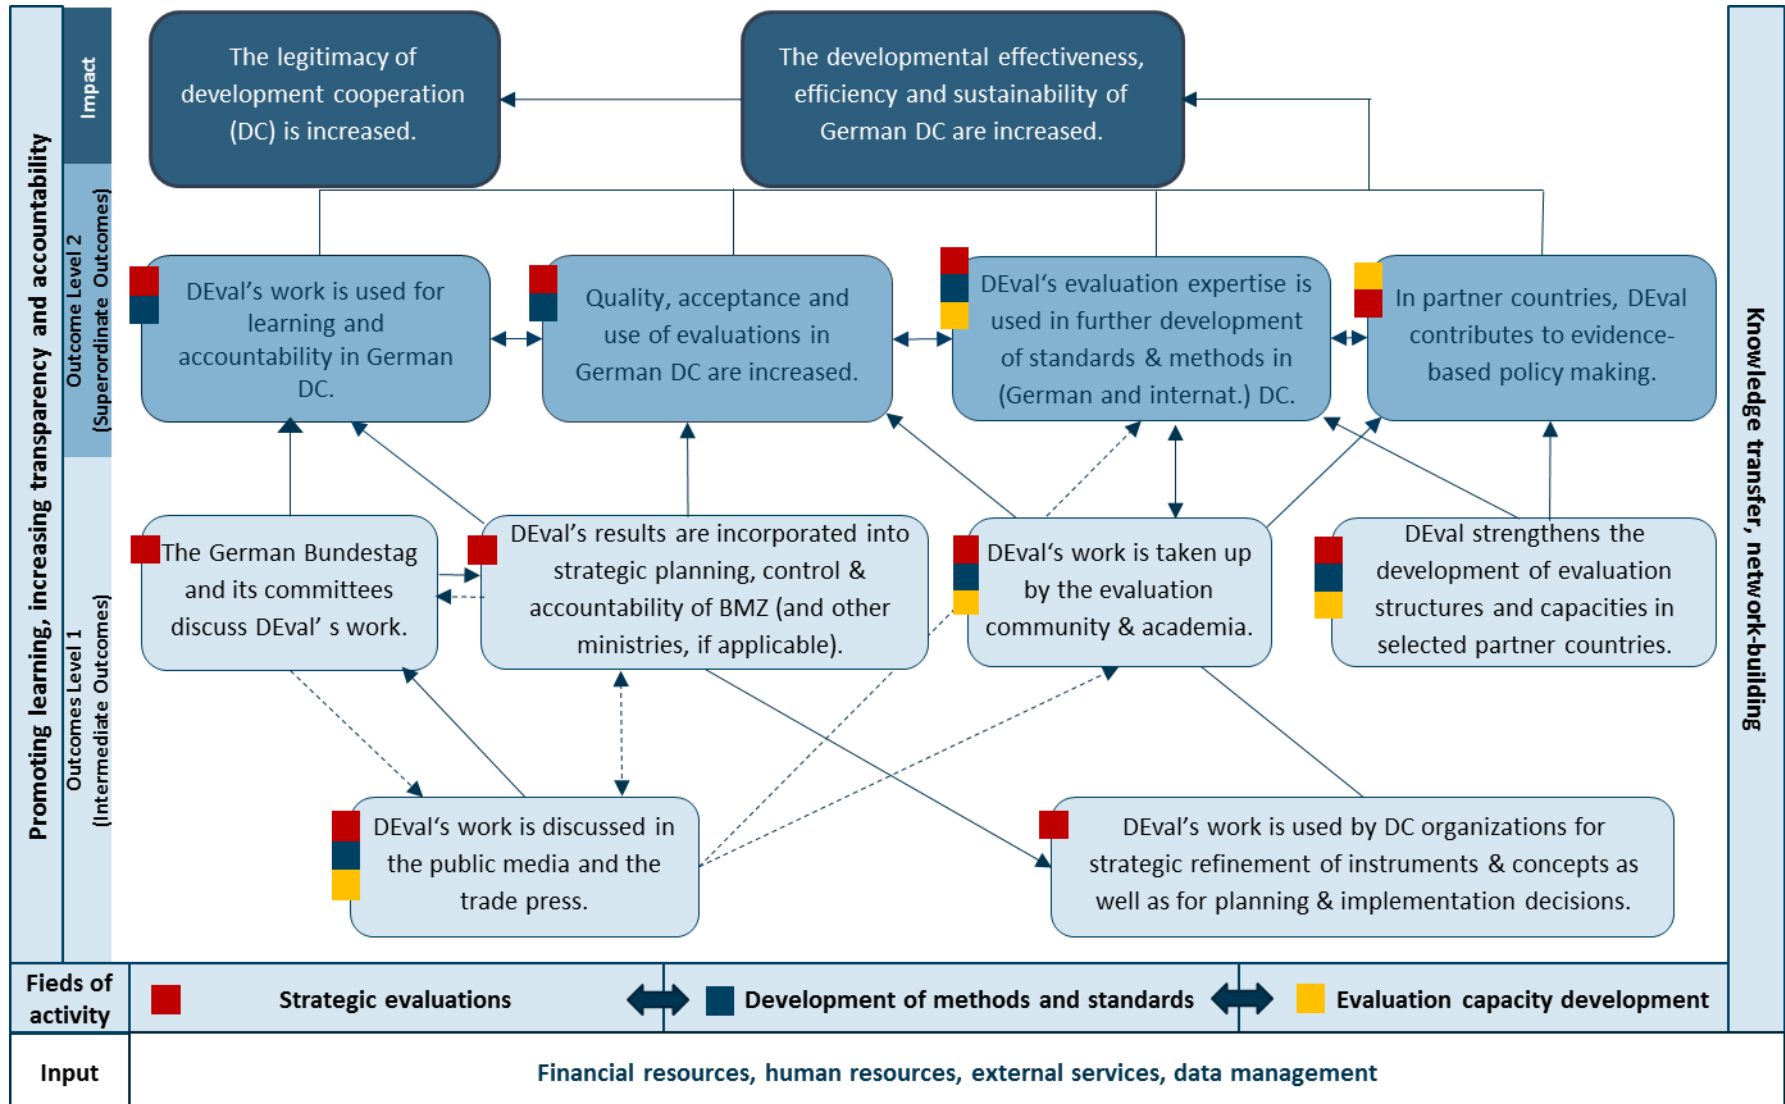 Promoting learning, increasing transparency and accountability
Impact
The legitimacy of
development cooperation
(DC) is increased.
The developmental effectiveness,
efficiency and sustainability of
German DC are increased.
Outcome Level 2
(Superordinate Outcomes)
DEval's work is used for
learning and
accountability in German
DC.
Quality, acceptance and
use of evaluations in
German DC are increased.
DEval‘s evaluation expertise is
used in further development
of standards & methods in
(German and internat.) DC.
In partner countries, DEval
contributes to evidence-
based policy making.
Outcomes Level 1
(Intermediate Outcomes)
The German Bundestag
and its committees
discuss DEval’ s work.
DEval’s results are incorporated into
strategic planning, control &
accountability of BMZ (and other
ministries, if applicable).
DEval‘s work is taken up
by the evaluation
community & academia.
DEval strengthens the
development of evaluation
structures and capacities in
selected partner countries.
DEval‘s work is discussed in
the public media and the
trade press.
DEval’s work is used by DC organizations for
strategic refinement of instruments & concepts as
well as for planning & implementation decisions.
Knowledge transfer, network-building
Fieds of
activity
Strategic evaluations
Development of methods and standards
Evaluation capacity development
Input
Financial resources, human resources, external services, data management